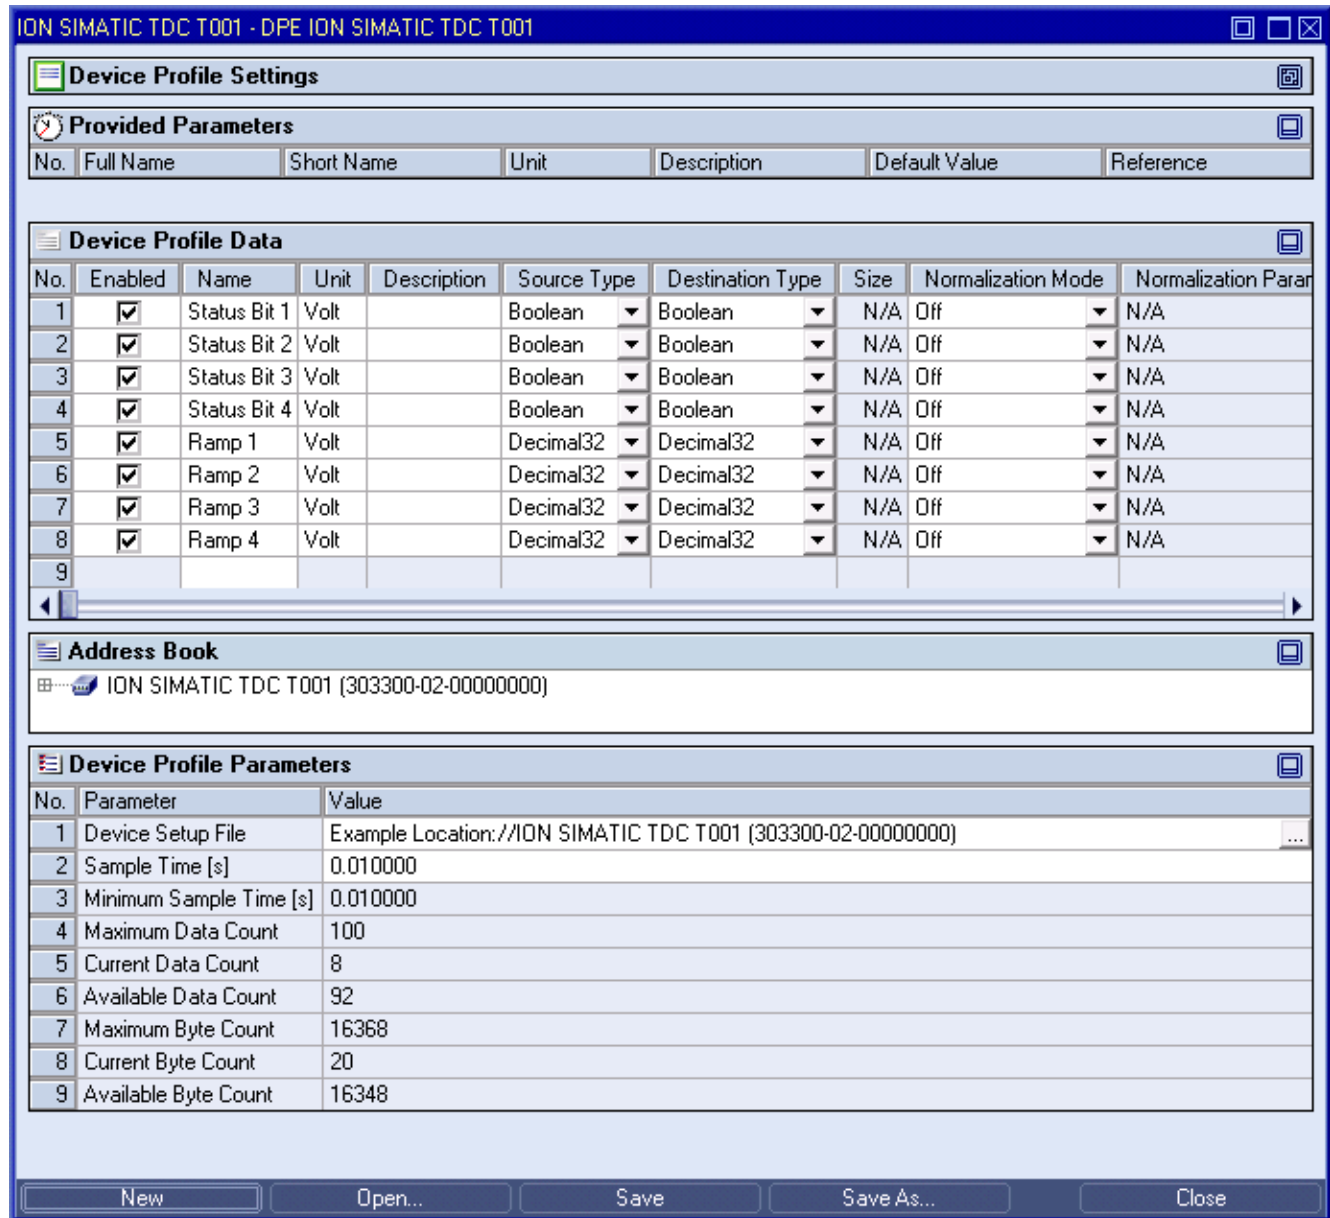 ION SIMATIC TDC T001 - DPE ION SIMATIC TDC T001
Device Profile Settings
Provided Parameters
No. Full Name Short Name Unit Description Default Value Reference
Device Profile Data
No. Enabled Name Unit Description Source Type Destination Type Size Normalization Mode Normalization Param
1 Status Bit 1 Volt Boolean Boolean N/A Off N/A
2 Status Bit 2 Volt Boolean Boolean N/A Off N/A
3 Status Bit 3 Volt Boolean Boolean N/A Off N/A
4 Status Bit 4 Volt Boolean Boolean N/A Off N/A
5 Ramp 1 Volt Decimal32 Decimal32 N/A Off N/A
6 Ramp 2 Volt Decimal32 Decimal32 N/A Off N/A
7 Ramp 3 Volt Decimal32 Decimal32 N/A Off N/A
8 Ramp 4 Volt Decimal32 Decimal32 N/A Off N/A
9
Address Book
ION SIMATIC TDC T001 (303300-02-00000000)
Device Profile Parameters
No. Parameter Value
1 Device Setup File Example Location://ION SIMATIC TDC T001 (303300-02-00000000) ...
2 Sample Time [s] 0.010000
3 Minimum Sample Time [s] 0.010000
4 Maximum Data Count 100
5 Current Data Count 8
6 Available Data Count 92
7 Maximum Byte Count 16368
8 Current Byte Count 20
9 Available Byte Count 16348
New Open... Save Save As... Close